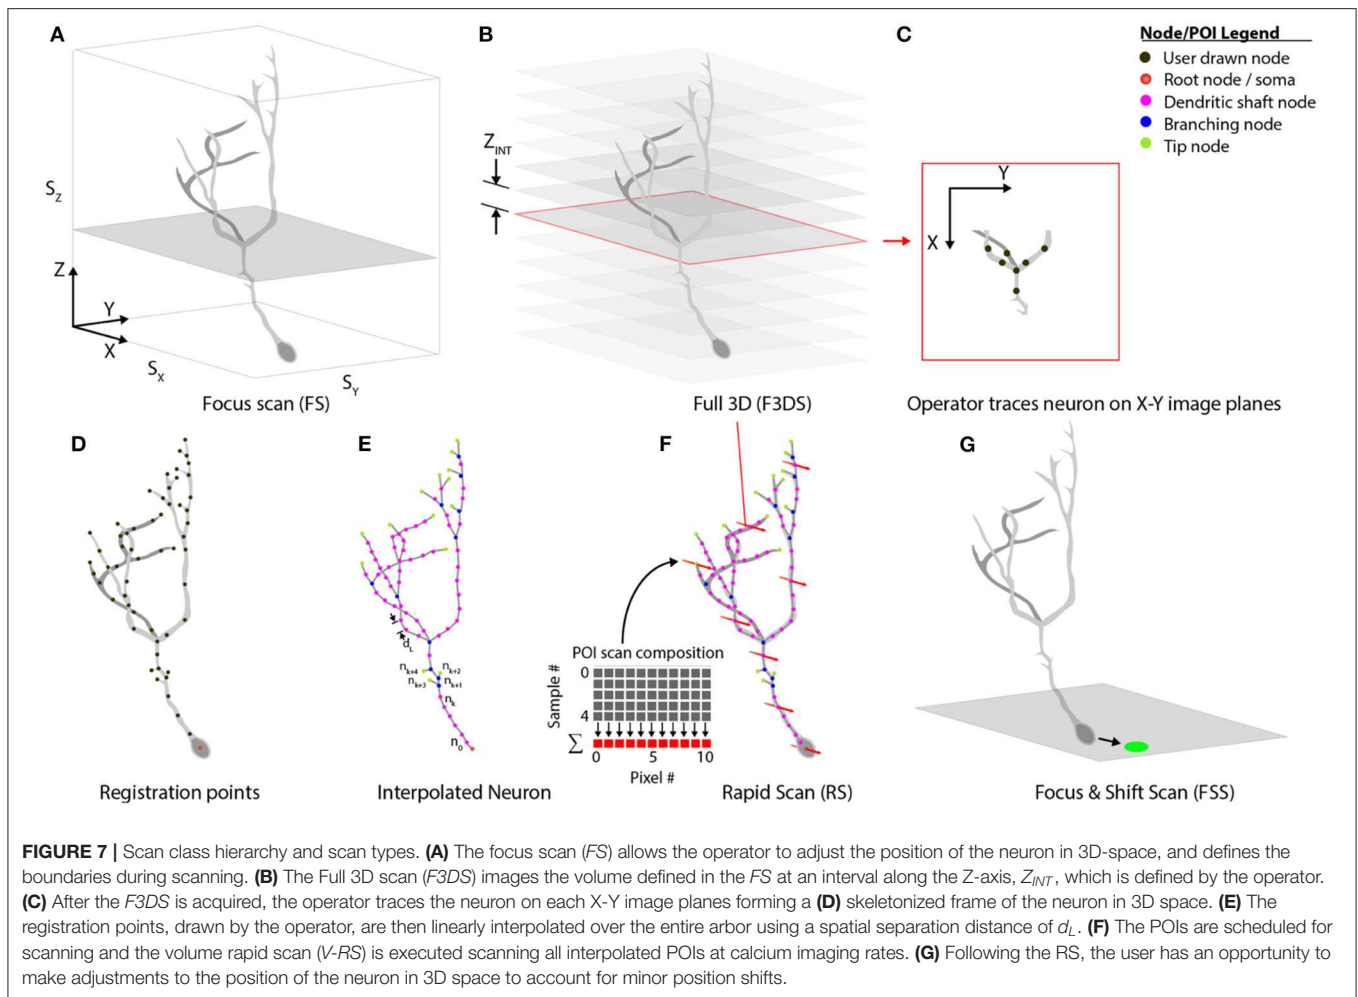 A
B
C
Node/POI Legend
User drawn node
Root node / soma
Dendritic shaft node
Branching node
Tip node
Z_INT
S_Z
Z
Y
X
S_X
S_Y
Y
X
Focus scan (FS)
Full 3D (F3DS)
Operator traces neuron on X-Y image planes
D
E
F
G
d_L
n_k+4
n_k+2
n_k+3
n_k+1
n_k
n_0
POI scan composition
Sample #
0
4
Σ
0
5
10
Pixel #
Registration points
Interpolated Neuron
Rapid Scan (RS)
Focus & Shift Scan (FSS)
FIGURE 7 | Scan class hierarchy and scan types. (A) The focus scan (FS) allows the operator to adjust the position of the neuron in 3D-space, and defines the
boundaries during scanning. (B) The Full 3D scan (F3DS) images the volume defined in the FS at an interval along the Z-axis, Z_INT, which is defined by the operator.
(C) After the F3DS is acquired, the operator traces the neuron on each X-Y image planes forming a (D) skeletonized frame of the neuron in 3D space. (E) The
registration points, drawn by the operator, are then linearly interpolated over the entire arbor using a spatial separation distance of d_L. (F) The POIs are scheduled for
scanning and the volume rapid scan (V-RS) is executed scanning all interpolated POIs at calcium imaging rates. (G) Following the RS, the user has an opportunity to
make adjustments to the position of the neuron in 3D space to account for minor position shifts.